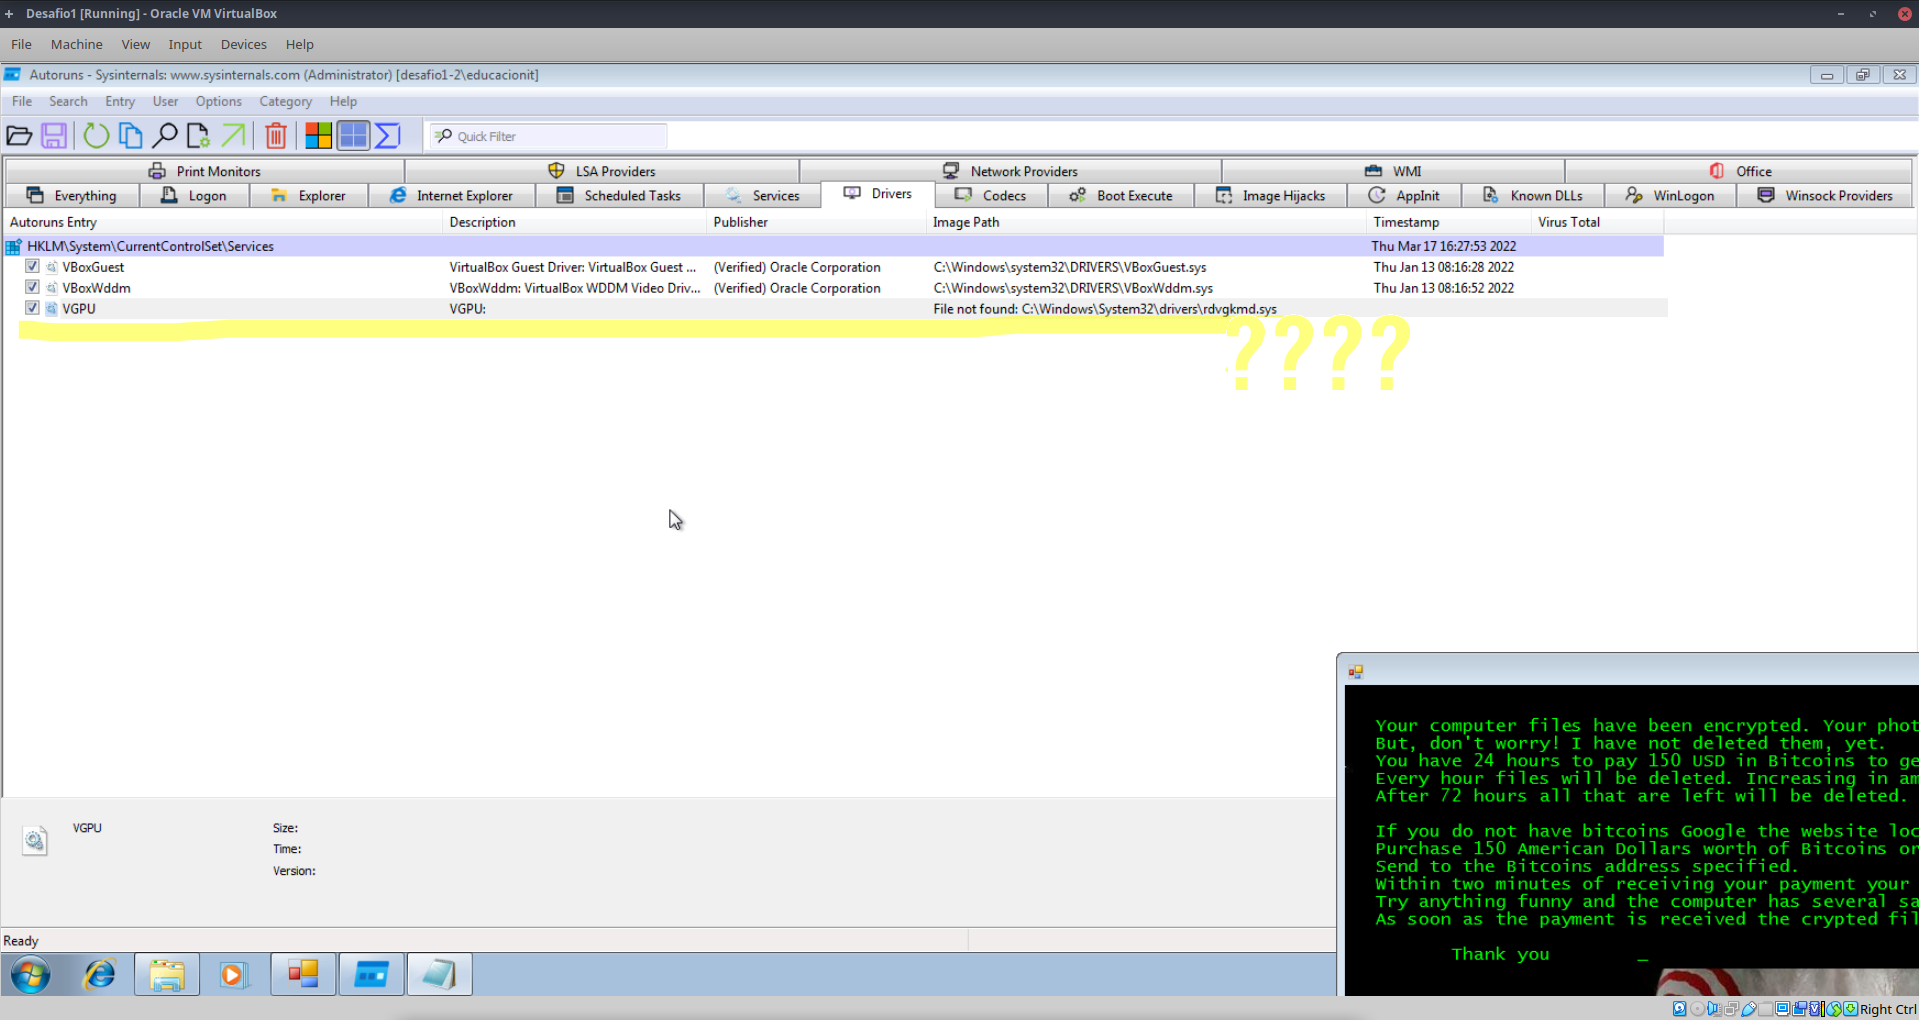 Desafio1 [Running] - Oracle VM VirtualBox
File Machine View Input Devices Help
Autoruns - Sysinternals: www.sysinternals.com (Administrator) [desafio1-2\educacionit]
File Search Entry User Options Category Help
Quick Filter
Print Monitors LSA Providers Network Providers WMI Office
Everything Logon Explorer Internet Explorer Scheduled Tasks Services Drivers Codecs Boot Execute Image Hijacks AppInit Known DLLs WinLogon Winsock Providers
Autoruns Entry Description Publisher Image Path Timestamp Virus Total
HKLM\System\CurrentControlSet\Services Thu Mar 17 16:27:53 2022
VBoxGuest VirtualBox Guest Driver: VirtualBox Guest ... (Verified) Oracle Corporation C:\Windows\system32\DRIVERS\VBoxGuest.sys Thu Jan 13 08:16:28 2022
VBoxWddm VBoxWddm: VirtualBox WDDM Video Driv... (Verified) Oracle Corporation C:\Windows\system32\DRIVERS\VBoxWddm.sys Thu Jan 13 08:16:52 2022
VGPU VGPU: File not found: C:\Windows\System32\drivers\rdvgkmd.sys
????
VGPU Size:
Time:
Version:
Ready
Your computer files have been encrypted. Your phot
But, don't worry! I have not deleted them, yet.
You have 24 hours to pay 150 USD in Bitcoins to ge
Every hour files will be deleted. Increasing in am
After 72 hours all that are left will be deleted.
If you do not have bitcoins Google the website loc
Purchase 150 American Dollars worth of Bitcoins or
Send to the Bitcoins address specified.
Within two minutes of receiving your payment your
Try anything funny and the computer has several sa
As soon as the payment is received the crypted fil
Thank you _
Right Ctrl